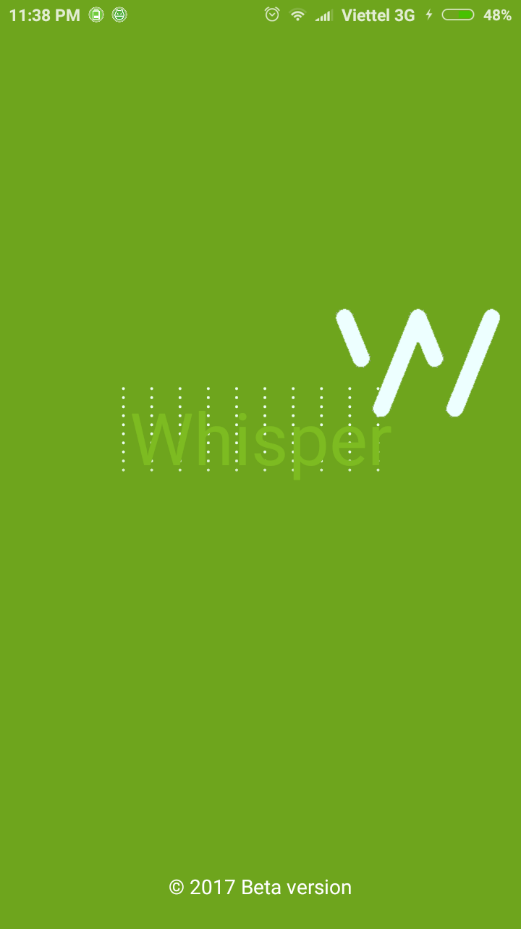 11:38 PM Viettel 3G 48%
W
Whisper
© 2017 Beta version